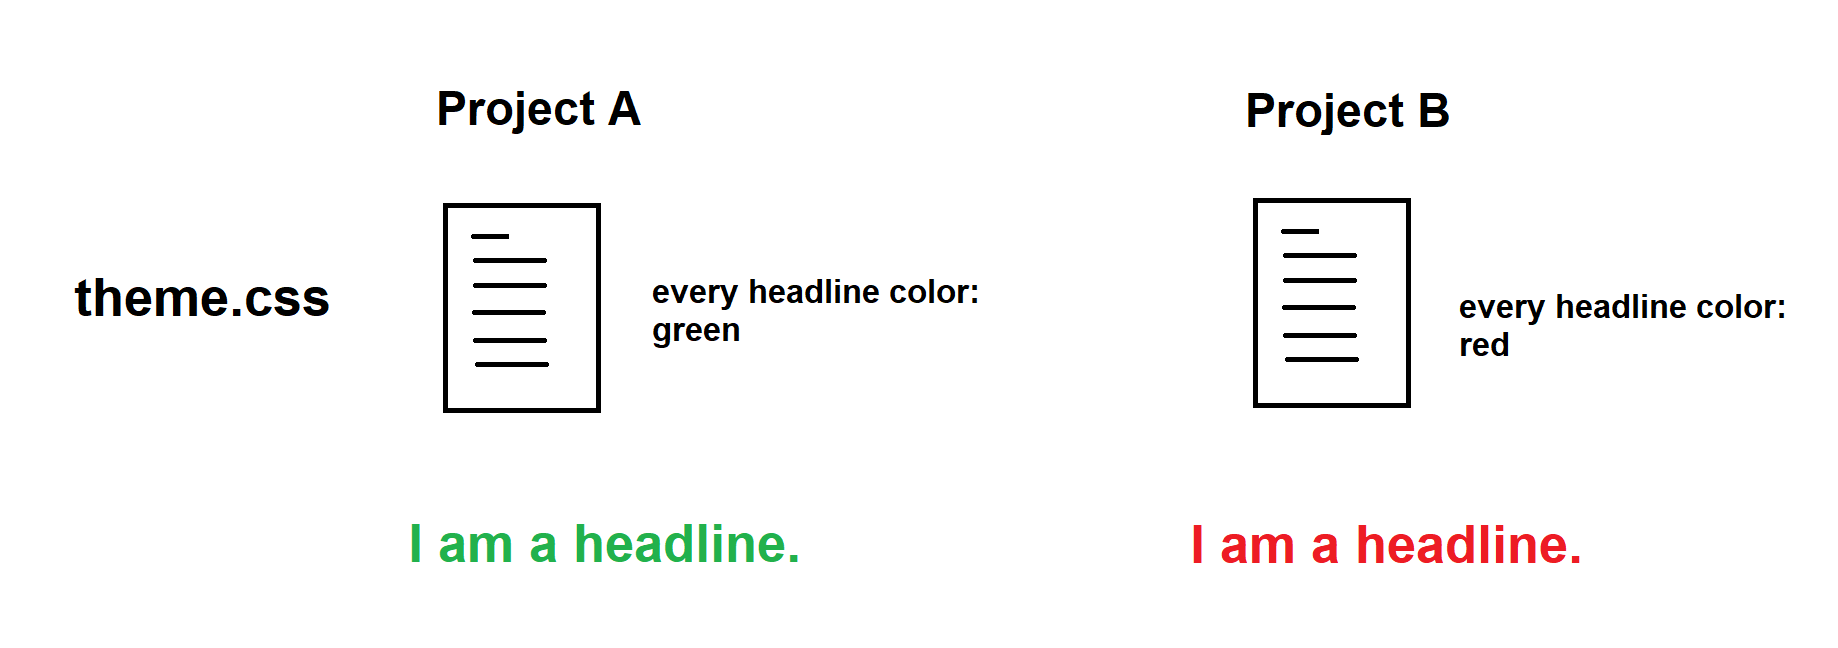 Project A
Project B
theme.css
every headline color:
green
every headline color:
red
I am a headline.
I am a headline.